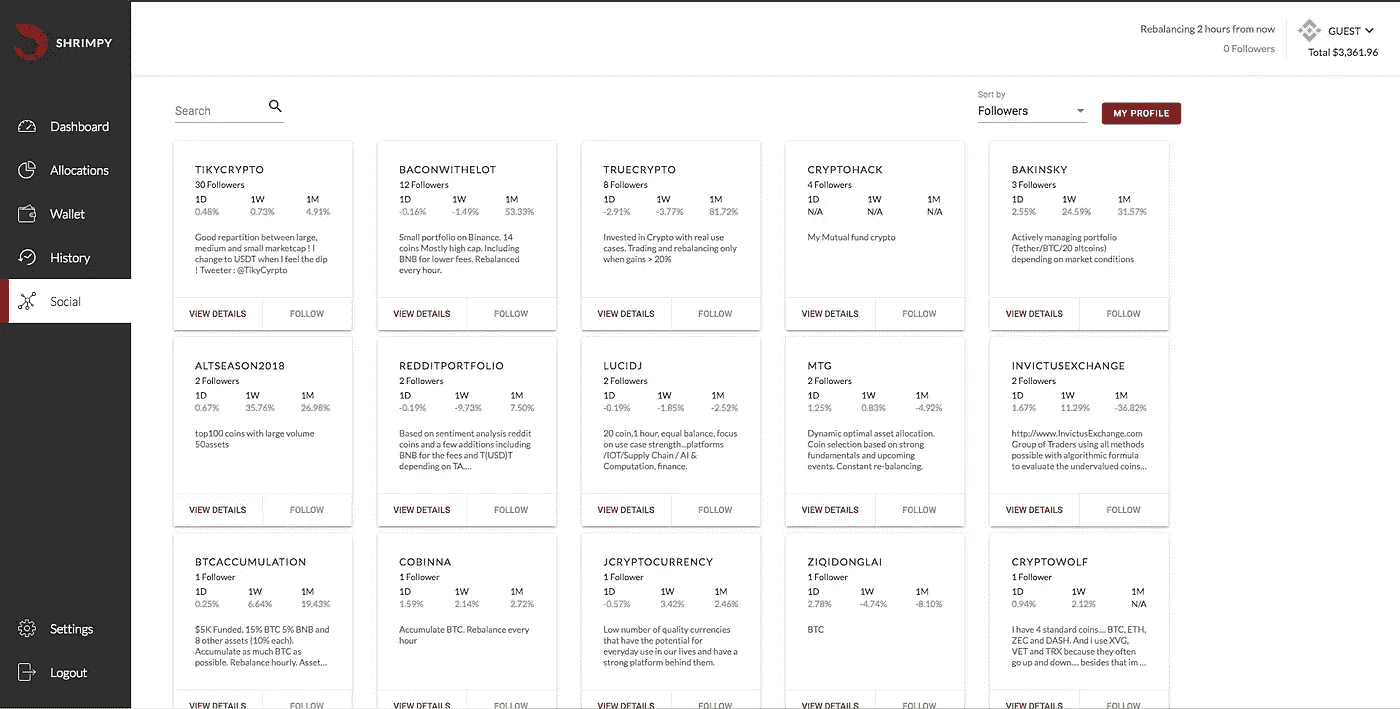 SHRIMPY
Rebalancing 2 hours from now
0 Followers
GUEST
Total $3,361.96
Dashboard
Allocations
Wallet
History
Social
Settings
Logout
Search
Sort by
Followers
MY PROFILE
TIKYCRYPTO
30 Followers
1D 1W 1M
0.48% 0.73% 4.91%
Good repartition between large,
medium and small marketcap ! I
change to USDT when I feel the dip
! Tweeter : @TikyCyrpto
VIEW DETAILS FOLLOW
BACONWITHELOT
12 Followers
1D 1W 1M
-0.16% -1.49% 53.33%
Small portfolio on Binance. 14
coins Mostly high cap. Including
BNB for lower fees. Rebalanced
every hour.
VIEW DETAILS FOLLOW
TRUECRYPTO
8 Followers
1D 1W 1M
-2.91% -3.77% 81.72%
Invested in Crypto with real use
cases. Trading and rebalancing only
when gains > 20%
VIEW DETAILS FOLLOW
CRYPTOHACK
4 Followers
1D 1W 1M
N/A N/A N/A
My Mutual fund crypto
VIEW DETAILS FOLLOW
BAKINSKY
3 Followers
1D 1W 1M
2.55% 24.59% 31.57%
Actively managing portfolio
(Tether/BTC/20 altcoins)
depending on market conditions
VIEW DETAILS FOLLOW
ALTSEASON2018
2 Followers
1D 1W 1M
0.67% 35.76% 26.98%
top100 coins with large volume
50assets
VIEW DETAILS FOLLOW
REDDITPORTFOLIO
2 Followers
1D 1W 1M
-0.19% -9.73% 7.50%
Based on sentiment analysis reddit
coins and a few additions including
BNB for the fees and T(USD)T
depending on TA....
VIEW DETAILS FOLLOW
LUCIDJ
2 Followers
1D 1W 1M
-0.19% -1.85% -2.52%
20 coin,1 hour, equal balance, focus
on use case strength...platforms
/IOT/Supply Chain / AI &
Computation, finance.
VIEW DETAILS FOLLOW
MTG
2 Followers
1D 1W 1M
1.25% 0.83% -4.92%
Dynamic optimal asset allocation.
Coin selection based on strong
fundamentals and upcoming
events. Constant re-balancing.
VIEW DETAILS FOLLOW
INVICTUSEXCHANGE
2 Followers
1D 1W 1M
1.67% 11.29% -36.82%
http://www.InvictusExchange.com
Group of Traders using all methods
possible with algorithmic formula
to evaluate the undervalued coins...
VIEW DETAILS FOLLOW
BTCACCUMULATION
1 Follower
1D 1W 1M
0.25% 6.64% 19.43%
$5K Funded. 15% BTC 5% BNB and
8 other assets (10% each).
Accumulate as much BTC as
possible. Rebalance hourly. Asset...
VIEW DETAILS FOLLOW
COBINNA
1 Follower
1D 1W 1M
1.59% 2.14% 2.72%
Accumulate BTC. Rebalance every
hour
VIEW DETAILS FOLLOW
JCRYPTOCURRENCY
1 Follower
1D 1W 1M
-0.57% 3.42% 2.46%
Low number of quality currencies
that have the potential for
everyday use in our lives and have a
strong platform behind them.
VIEW DETAILS FOLLOW
ZIQIDONGLAI
1 Follower
1D 1W 1M
2.78% -4.74% -8.10%
BTC
VIEW DETAILS FOLLOW
CRYPTOWOLF
1 Follower
1D 1W 1M
0.94% 2.12% N/A
I have 4 standard coins.... BTC, ETH,
ZEC and DASH. And i use XVG,
VET and TRX because they often
go up and down.... besides that im ...
VIEW DETAILS FOLLOW